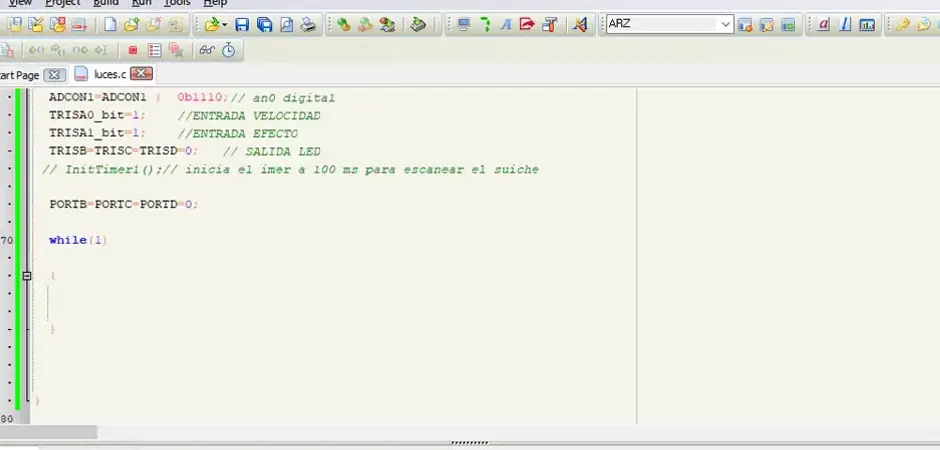 View Project Build Run Tools Help
ARZ
art Page luces.c
ADCON1=ADCON1 | 0b1110;// an0 digital
TRISA0_bit=1; //ENTRADA VELOCIDAD
TRISA1_bit=1; //ENTRADA EFECTO
TRISB=TRISC=TRISD=0; // SALIDA LED
// InitTimer1();// inicia el imer a 100 ms para escanear el suiche
PORTB=PORTC=PORTD=0;
70 while(1)
{
}
}
80